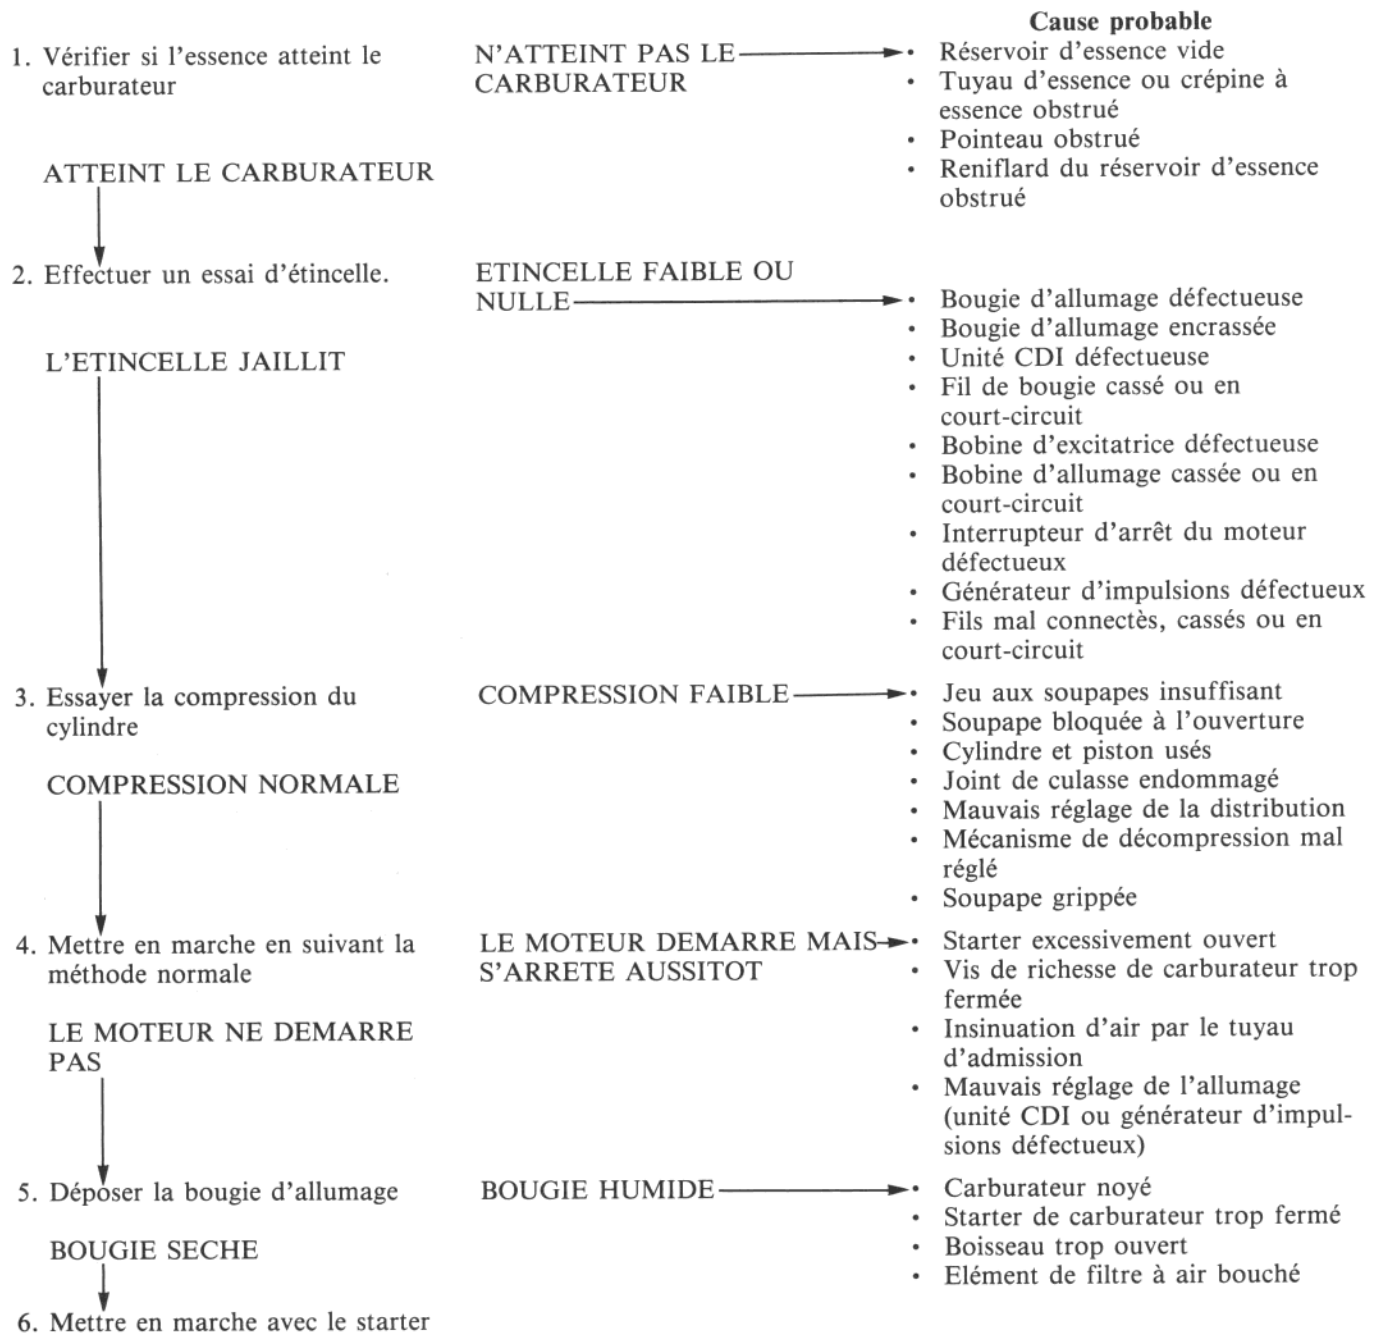 Cause probable
1. Vérifier si l'essence atteint le
carburateur
N'ATTEINT PAS LE
CARBURATEUR
• Réservoir d'essence vide
• Tuyau d'essence ou crépine à
essence obstrué
• Pointeau obstrué
• Reniflard du réservoir d'essence
obstrué
ATTEINT LE CARBURATEUR
2. Effectuer un essai d'étincelle.
ETINCELLE FAIBLE OU
NULLE
• Bougie d'allumage défectueuse
• Bougie d'allumage encrassée
• Unité CDI défectueuse
• Fil de bougie cassé ou en
court-circuit
• Bobine d'excitatrice défectueuse
• Bobine d'allumage cassée ou en
court-circuit
• Interrupteur d'arrêt du moteur
défectueux
• Générateur d'impulsions défectueux
• Fils mal connectès, cassés ou en
court-circuit
L'ETINCELLE JAILLIT
3. Essayer la compression du
cylindre
COMPRESSION FAIBLE
• Jeu aux soupapes insuffisant
• Soupape bloquée à l'ouverture
• Cylindre et piston usés
• Joint de culasse endommagé
• Mauvais réglage de la distribution
• Mécanisme de décompression mal
réglé
• Soupape grippée
COMPRESSION NORMALE
4. Mettre en marche en suivant la
méthode normale
LE MOTEUR DEMARRE MAIS
S'ARRETE AUSSITOT
• Starter excessivement ouvert
• Vis de richesse de carburateur trop
fermée
• Insinuation d'air par le tuyau
d'admission
• Mauvais réglage de l'allumage
(unité CDI ou générateur d'impul-
sions défectueux)
LE MOTEUR NE DEMARRE
PAS
5. Déposer la bougie d'allumage
BOUGIE HUMIDE
• Carburateur noyé
• Starter de carburateur trop fermé
• Boisseau trop ouvert
• Elément de filtre à air bouché
BOUGIE SECHE
6. Mettre en marche avec le starter